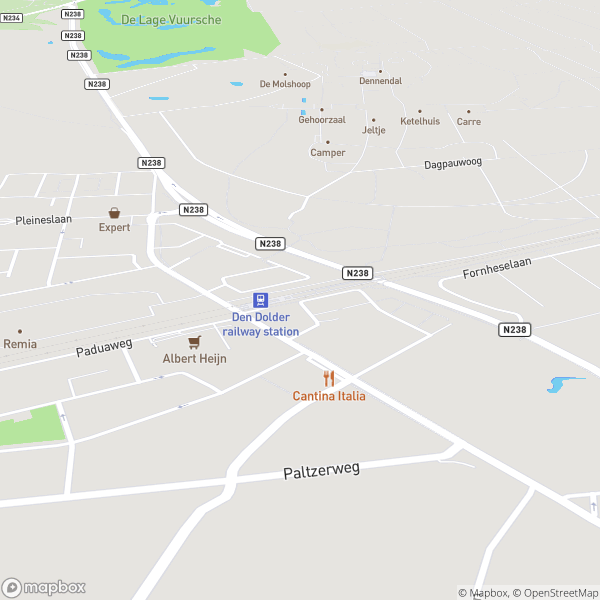 De Lage Vuursche
N238
N234
N238
N238
N238
De Molshoop
Dennendal
Gehoorzaal
Jeltje
Ketelhuis
Carre
Camper
N238
Dagpauwoog
N238
Pleineslaan
Expert
N238
Fornheselaan
N238
Den Dolder
railway station
N238
Remia
Paduaweg
Albert Heijn
Cantina Italia
Paltzerweg
mapbox
© Mapbox, © OpenStreetMap